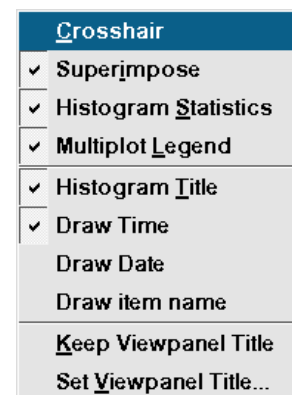 Crosshair
Superimpose
Histogram Statistics
Multiplot Legend
Histogram Title
Draw Time
Draw Date
Draw item name
Keep Viewpanel Title
Set Viewpanel Title...